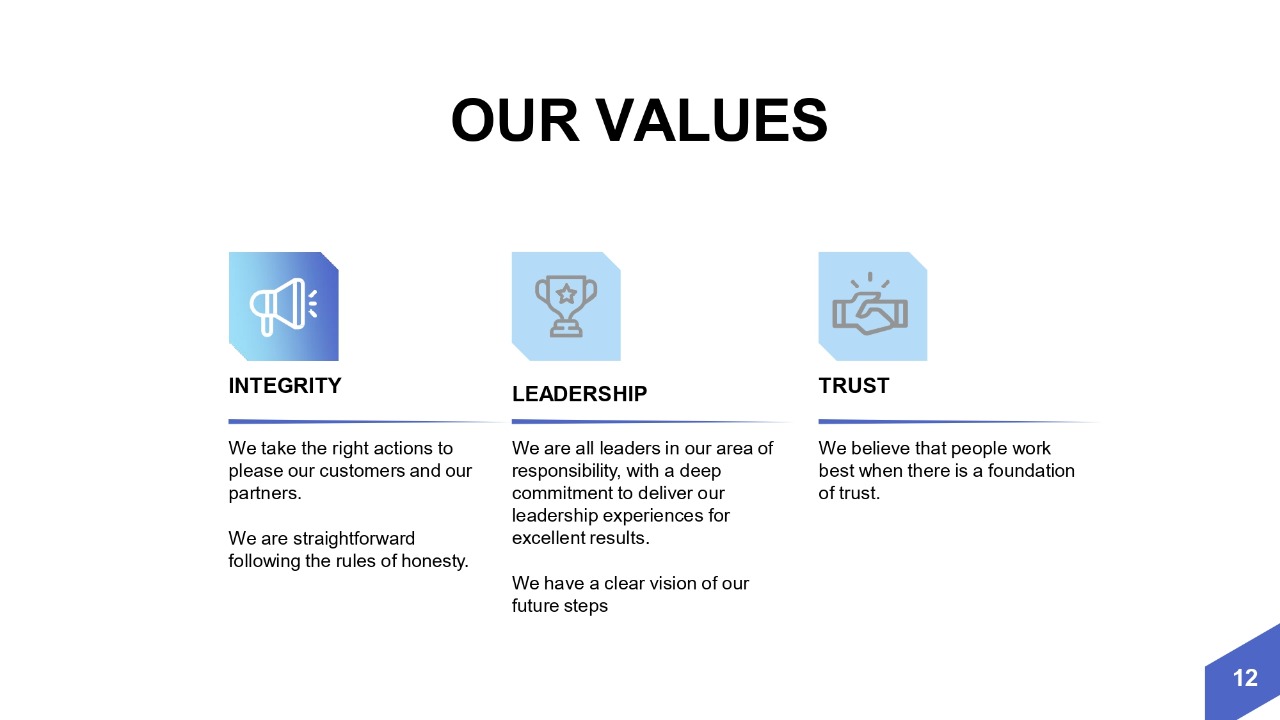 OUR VALUES
INTEGRITY
We take the right actions to
please our customers and our
partners.
We are straightforward
following the rules of honesty.
LEADERSHIP
We are all leaders in our area of
responsibility, with a deep
commitment to deliver our
leadership experiences for
excellent results.
We have a clear vision of our
future steps
TRUST
We believe that people work
best when there is a foundation
of trust.
12